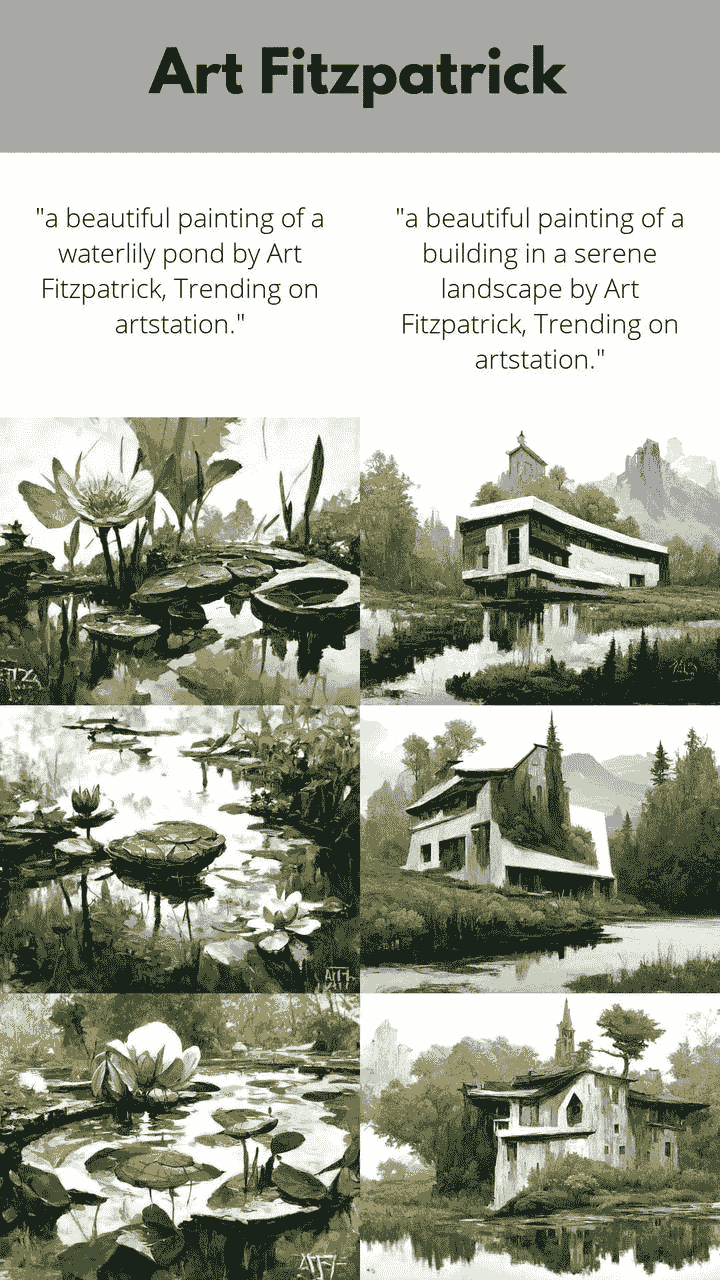 Art Fitzpatrick
"a beautiful painting of a
waterlily pond by Art
Fitzpatrick, Trending on
artstation."
"a beautiful painting of a
building in a serene
landscape by Art
Fitzpatrick, Trending on
artstation."